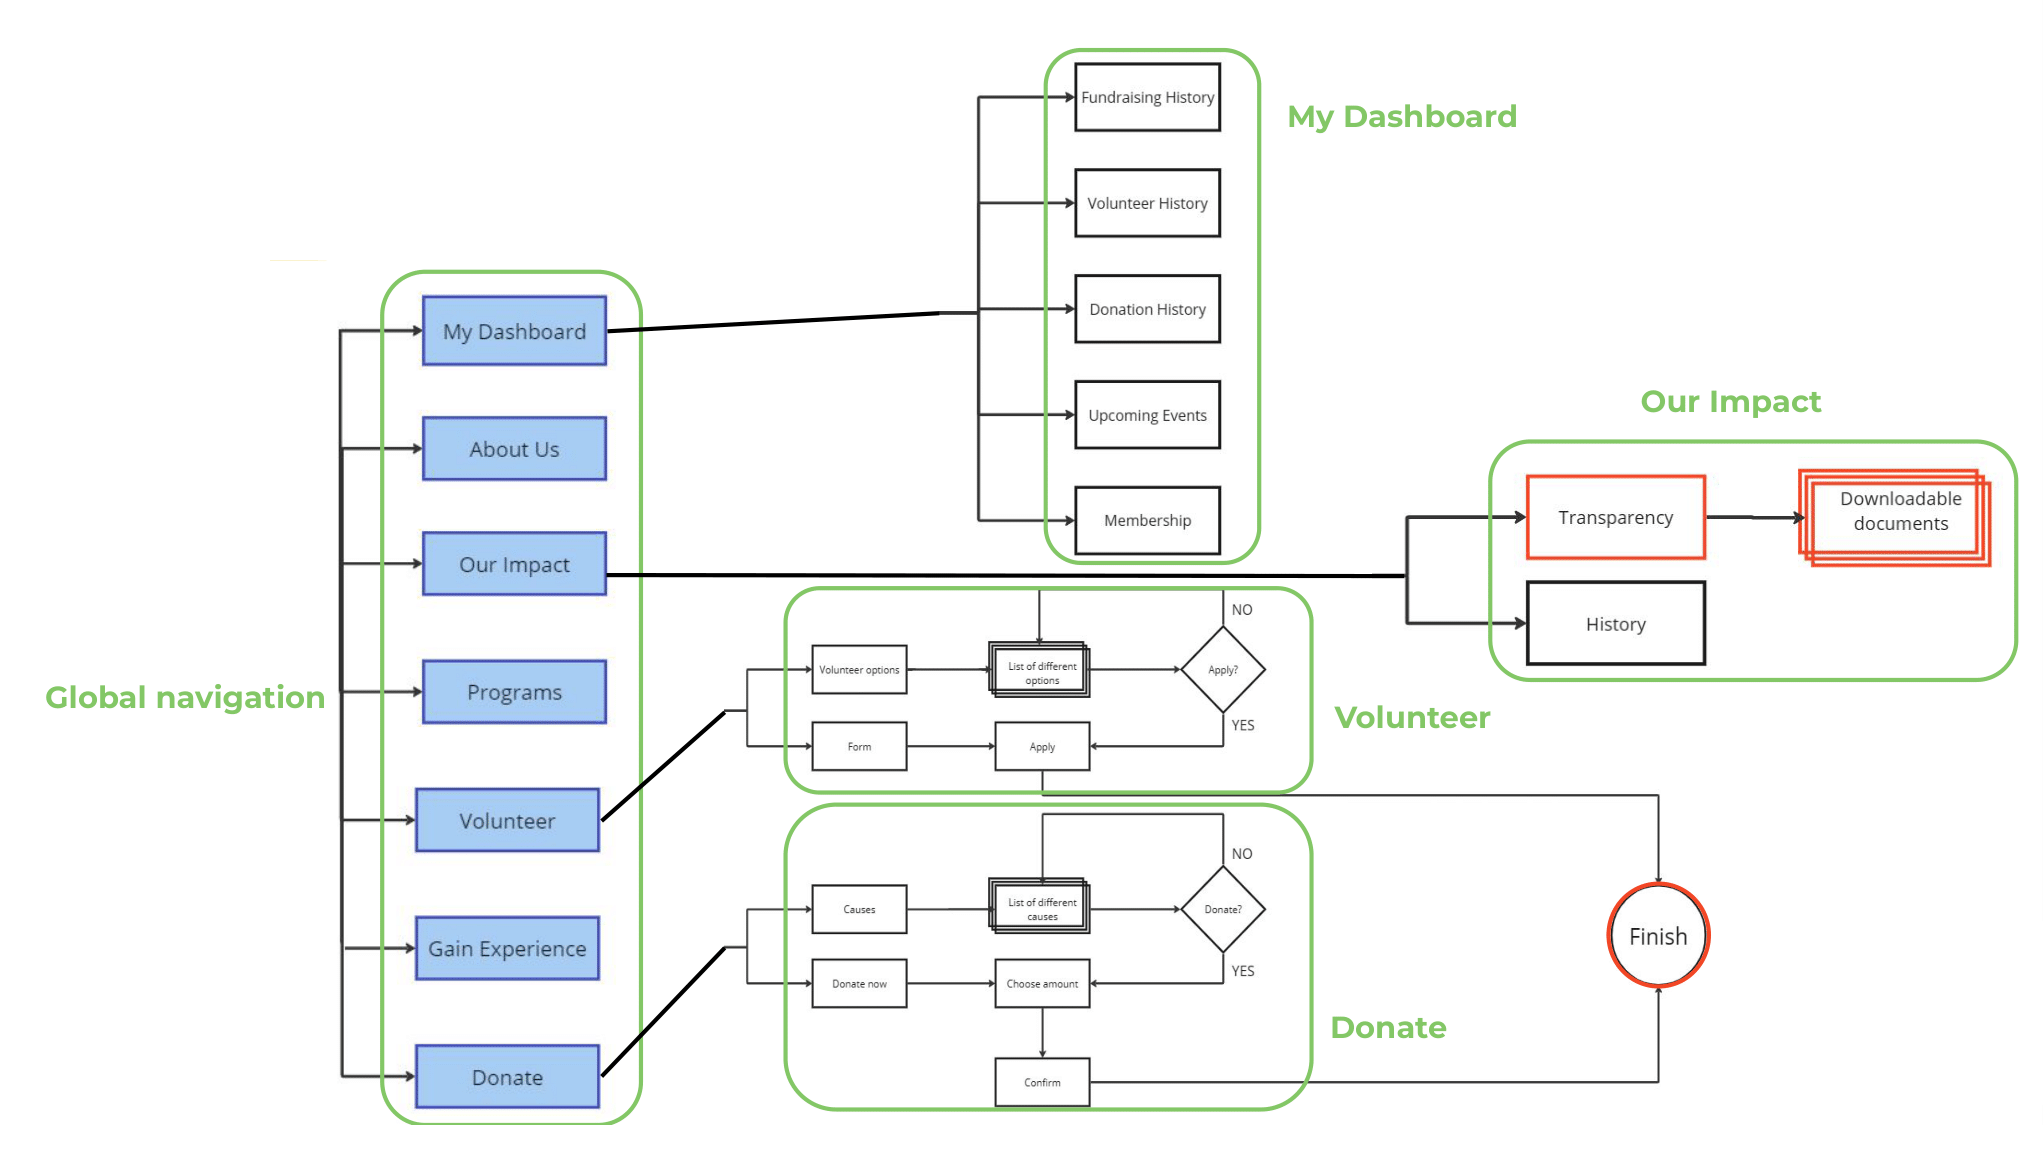 Global navigation
My Dashboard
About Us
Our Impact
Programs
Volunteer
Gain Experience
Donate
My Dashboard
Fundraising History
Volunteer History
Donation History
Upcoming Events
Membership
Our Impact
Transparency
Downloadable
documents
History
Volunteer
Volunteer options
List of different
options
Apply?
NO
YES
Form
Apply
Donate
Causes
List of different
causes
Donate?
NO
YES
Donate now
Choose amount
Confirm
Finish